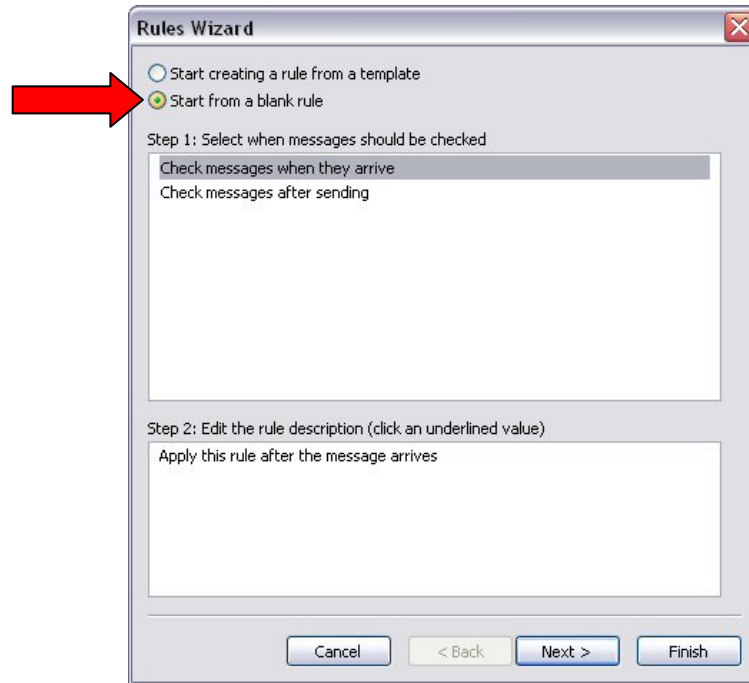 Rules Wizard
Start creating a rule from a template
Start from a blank rule
Step 1: Select when messages should be checked
Check messages when they arrive
Check messages after sending
Step 2: Edit the rule description (click an underlined value)
Apply this rule after the message arrives
Cancel < Back Next > Finish